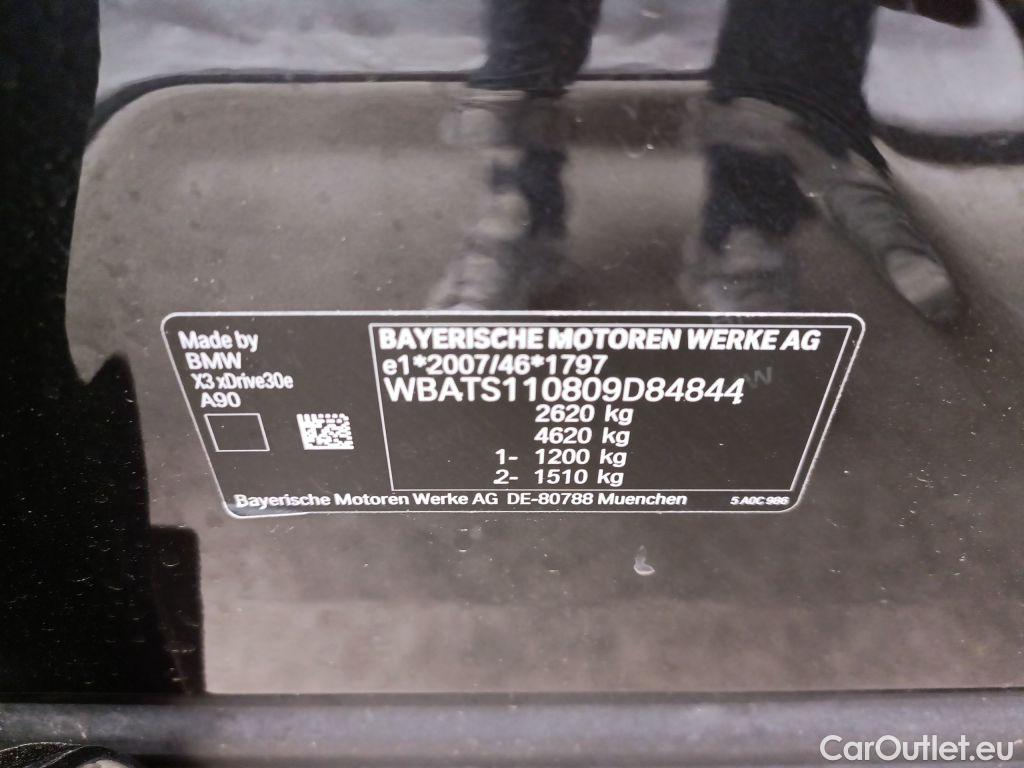 Made by
BMW
X3 xDrive30e
A90
BAYERISCHE MOTOREN WERKE AG
e1*2007/46*1797
WBATS110809D84844
2620 kg
4620 kg
1- 1200 kg
2- 1510 kg
Bayerische Motoren Werke AG DE-80788 Muenchen
5 A0C 986
CarOutlet.eu